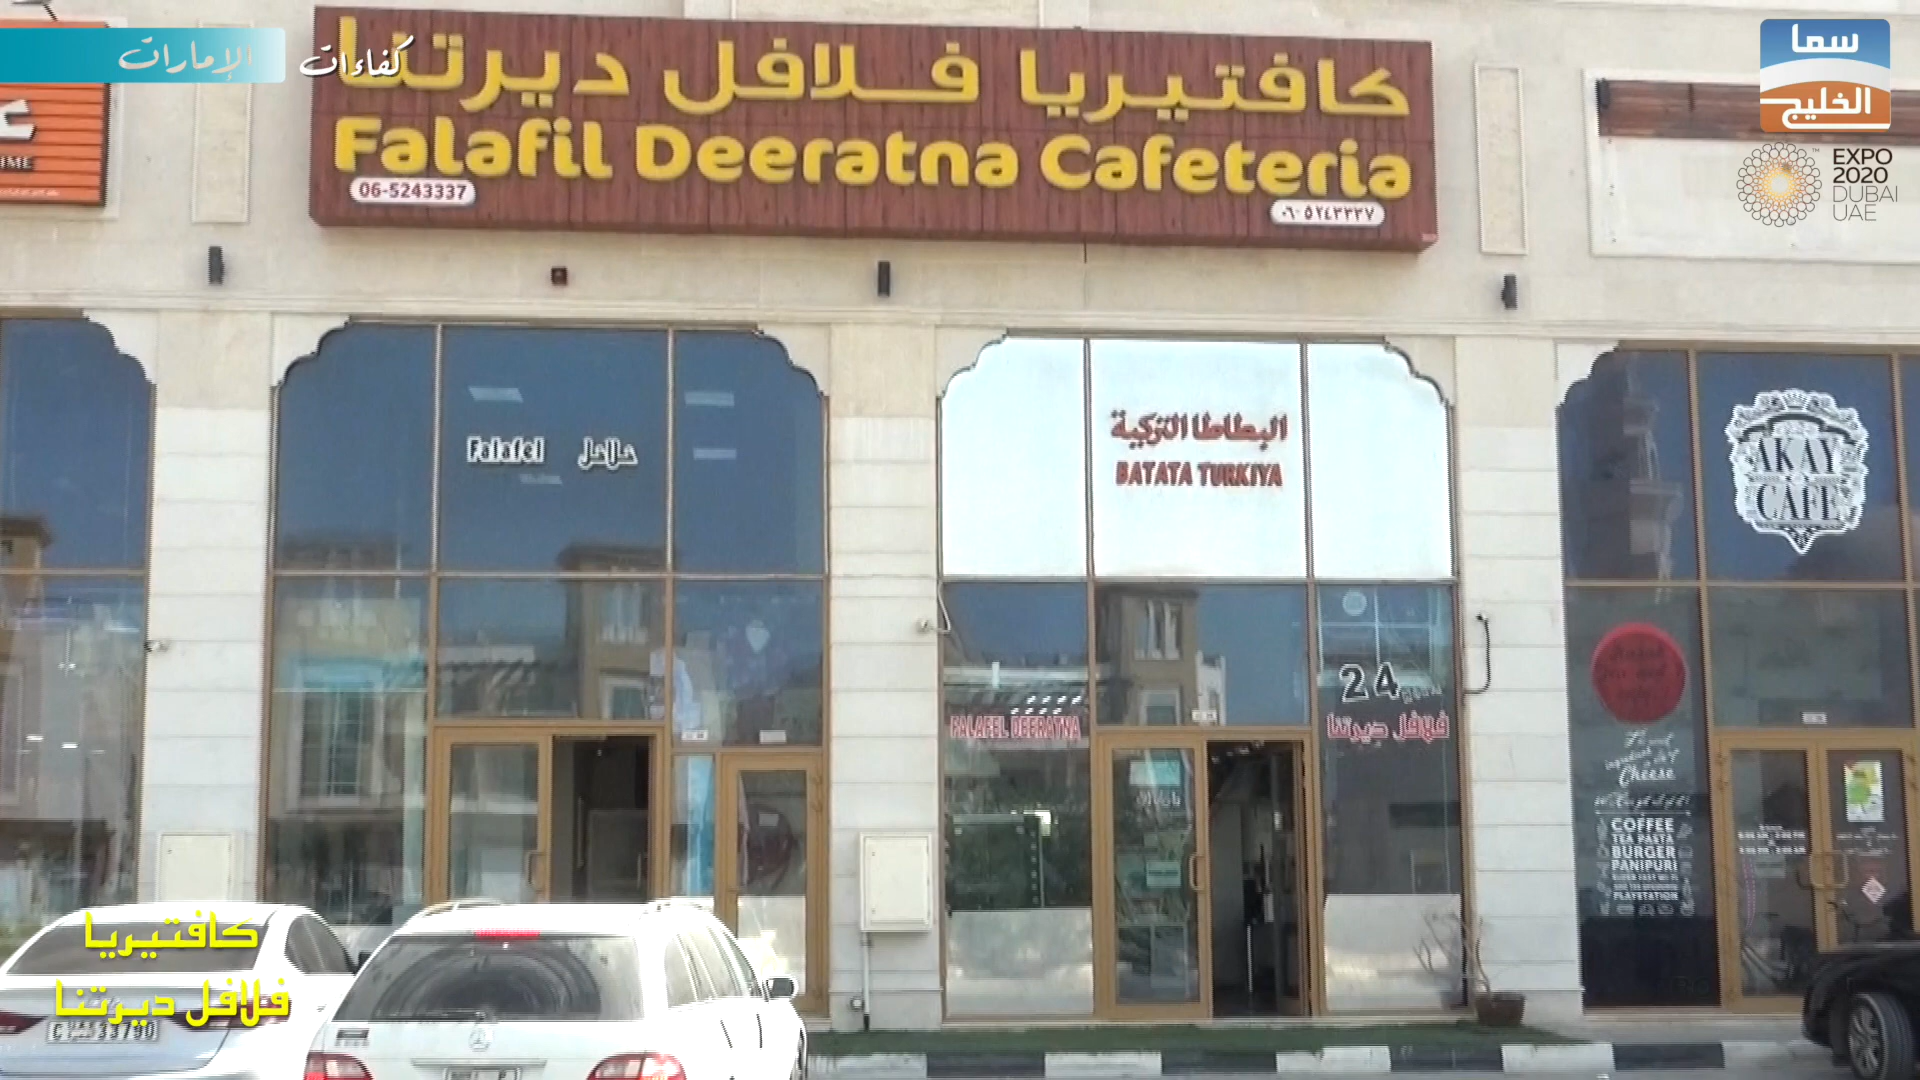 كفاءات الإمارات
سما
الخليج
EXPO
2020
DUBAI
UAE
كافتيريا فلافل ديرتنا
Falafil Deeratna Cafeteria
06-5243337
٠٦-٥٢٤٣٣٣٧
Falafel فلافل
البطاطا التركية
BATATA TURKIYA
AKAY
CAFE
24
FALAFEL DEERATNA
فلافل ديرتنا
Cheese
COFFEE
TEA PASTA
BURGER
PANIPURI
PLAYSTATION
كافتيريا
فلافل ديرتنا